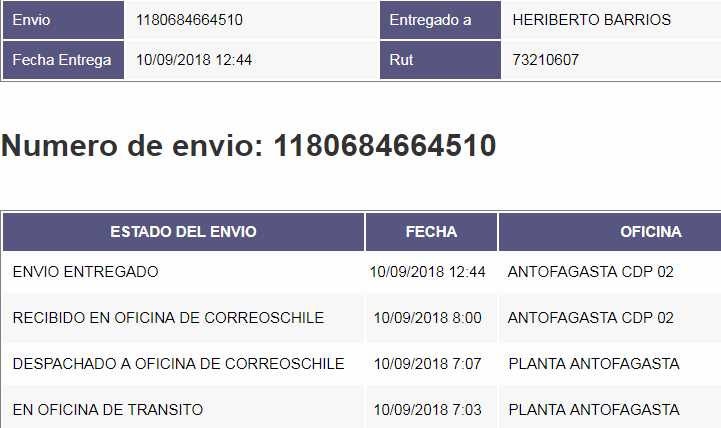 Envio 1180684664510 Entregado a HERIBERTO BARRIOS
Fecha Entrega 10/09/2018 12:44 Rut 73210607
Numero de envio: 1180684664510
ESTADO DEL ENVIO FECHA OFICINA
ENVIO ENTREGADO 10/09/2018 12:44 ANTOFAGASTA CDP 02
RECIBIDO EN OFICINA DE CORREOSCHILE 10/09/2018 8:00 ANTOFAGASTA CDP 02
DESPACHADO A OFICINA DE CORREOSCHILE 10/09/2018 7:07 PLANTA ANTOFAGASTA
EN OFICINA DE TRANSITO 10/09/2018 7:03 PLANTA ANTOFAGASTA